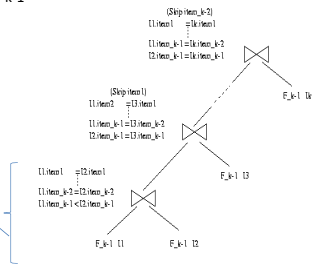 k-1
(Skip item_k-2)
I1.item1 =Ik.item1
I1.item_k-1=Ik.item_k-2
I2.item_k-1=Ik.item_k-1
F_k-1 Ik
(Skip item1)
I1.item2 =I3.item1
I1.item_k-1=I3.item_k-2
I2.item_k-1=I3.item_k-1
F_k-1 I3
I1.item1 =I2.item1
I1.item_k-2=I2.item_k-2
I1.item_k-1<I2.item_k-1
F_k-1 I1 F_k-1 I2